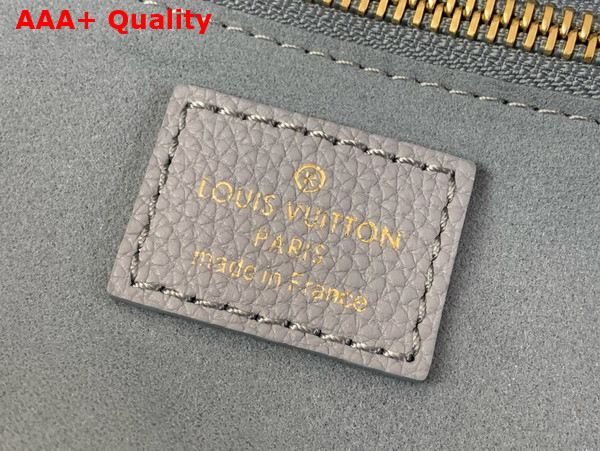 AAA+ Quality
LOUIS VUITTON
PARIS
made in France